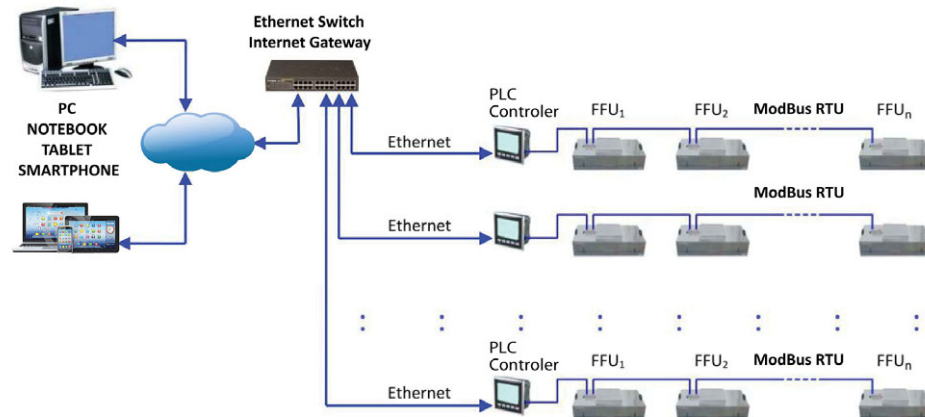 Ethernet Switch
Internet Gateway
PC
NOTEBOOK
TABLET
SMARTPHONE
PLC
Controler
FFU₁
FFU₂
ModBus RTU
FFUₙ
Ethernet
ModBus RTU
Ethernet
PLC
Controler
FFU₁
FFU₂
ModBus RTU
FFUₙ
Ethernet